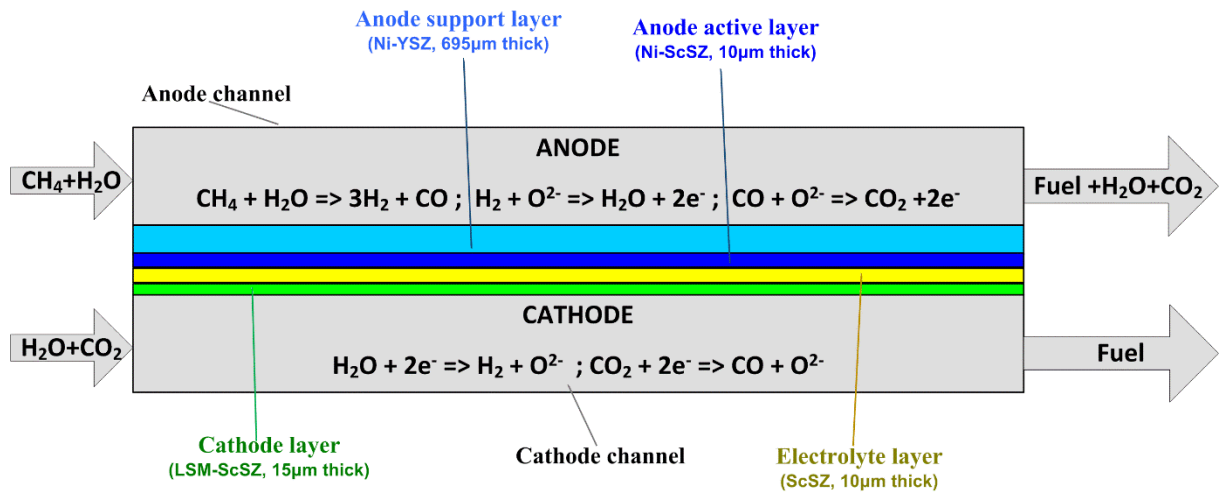 Anode support layer
(Ni-YSZ, 695µm thick)
Anode active layer
(Ni-ScSZ, 10µm thick)
Anode channel
ANODE
CH₄+H₂O
CH₄ + H₂O => 3H₂ + CO ; H₂ + O²⁻ => H₂O + 2e⁻ ; CO + O²⁻ => CO₂ +2e⁻
Fuel +H₂O+CO₂
CATHODE
H₂O+CO₂
H₂O + 2e⁻ => H₂ + O²⁻ ; CO₂ + 2e⁻ => CO + O²⁻
Fuel
Cathode layer
(LSM-ScSZ, 15µm thick)
Cathode channel
Electrolyte layer
(ScSZ, 10µm thick)